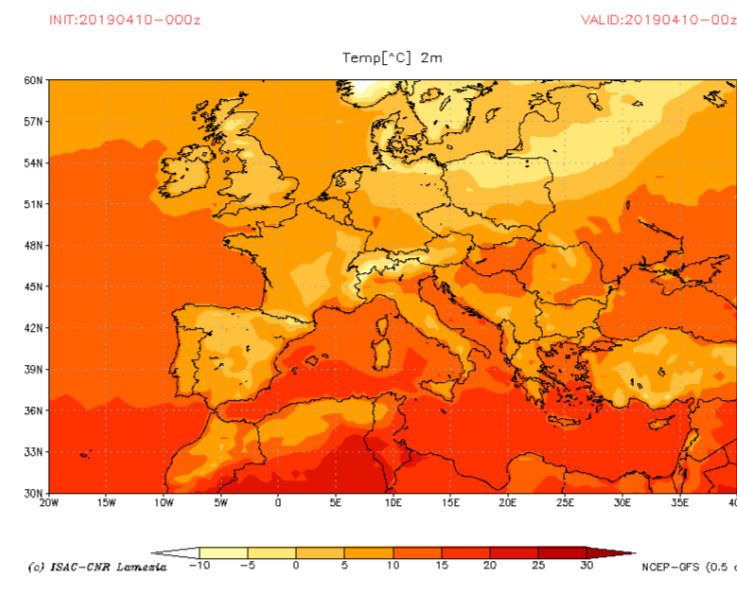 INIT:20190410-000z
VALID:20190410-00z
Temp[^C] 2m
60N
57N
54N
51N
48N
45N
42N
39N
36N
33N
30N
20W 15W 10W 5W 0 5E 10E 15E 20E 25E 30E 35E 40
-10 -5 0 5 10 15 20 25 30
(c) ISAC-CNR Lamezia
NCEP-GFS (0.5